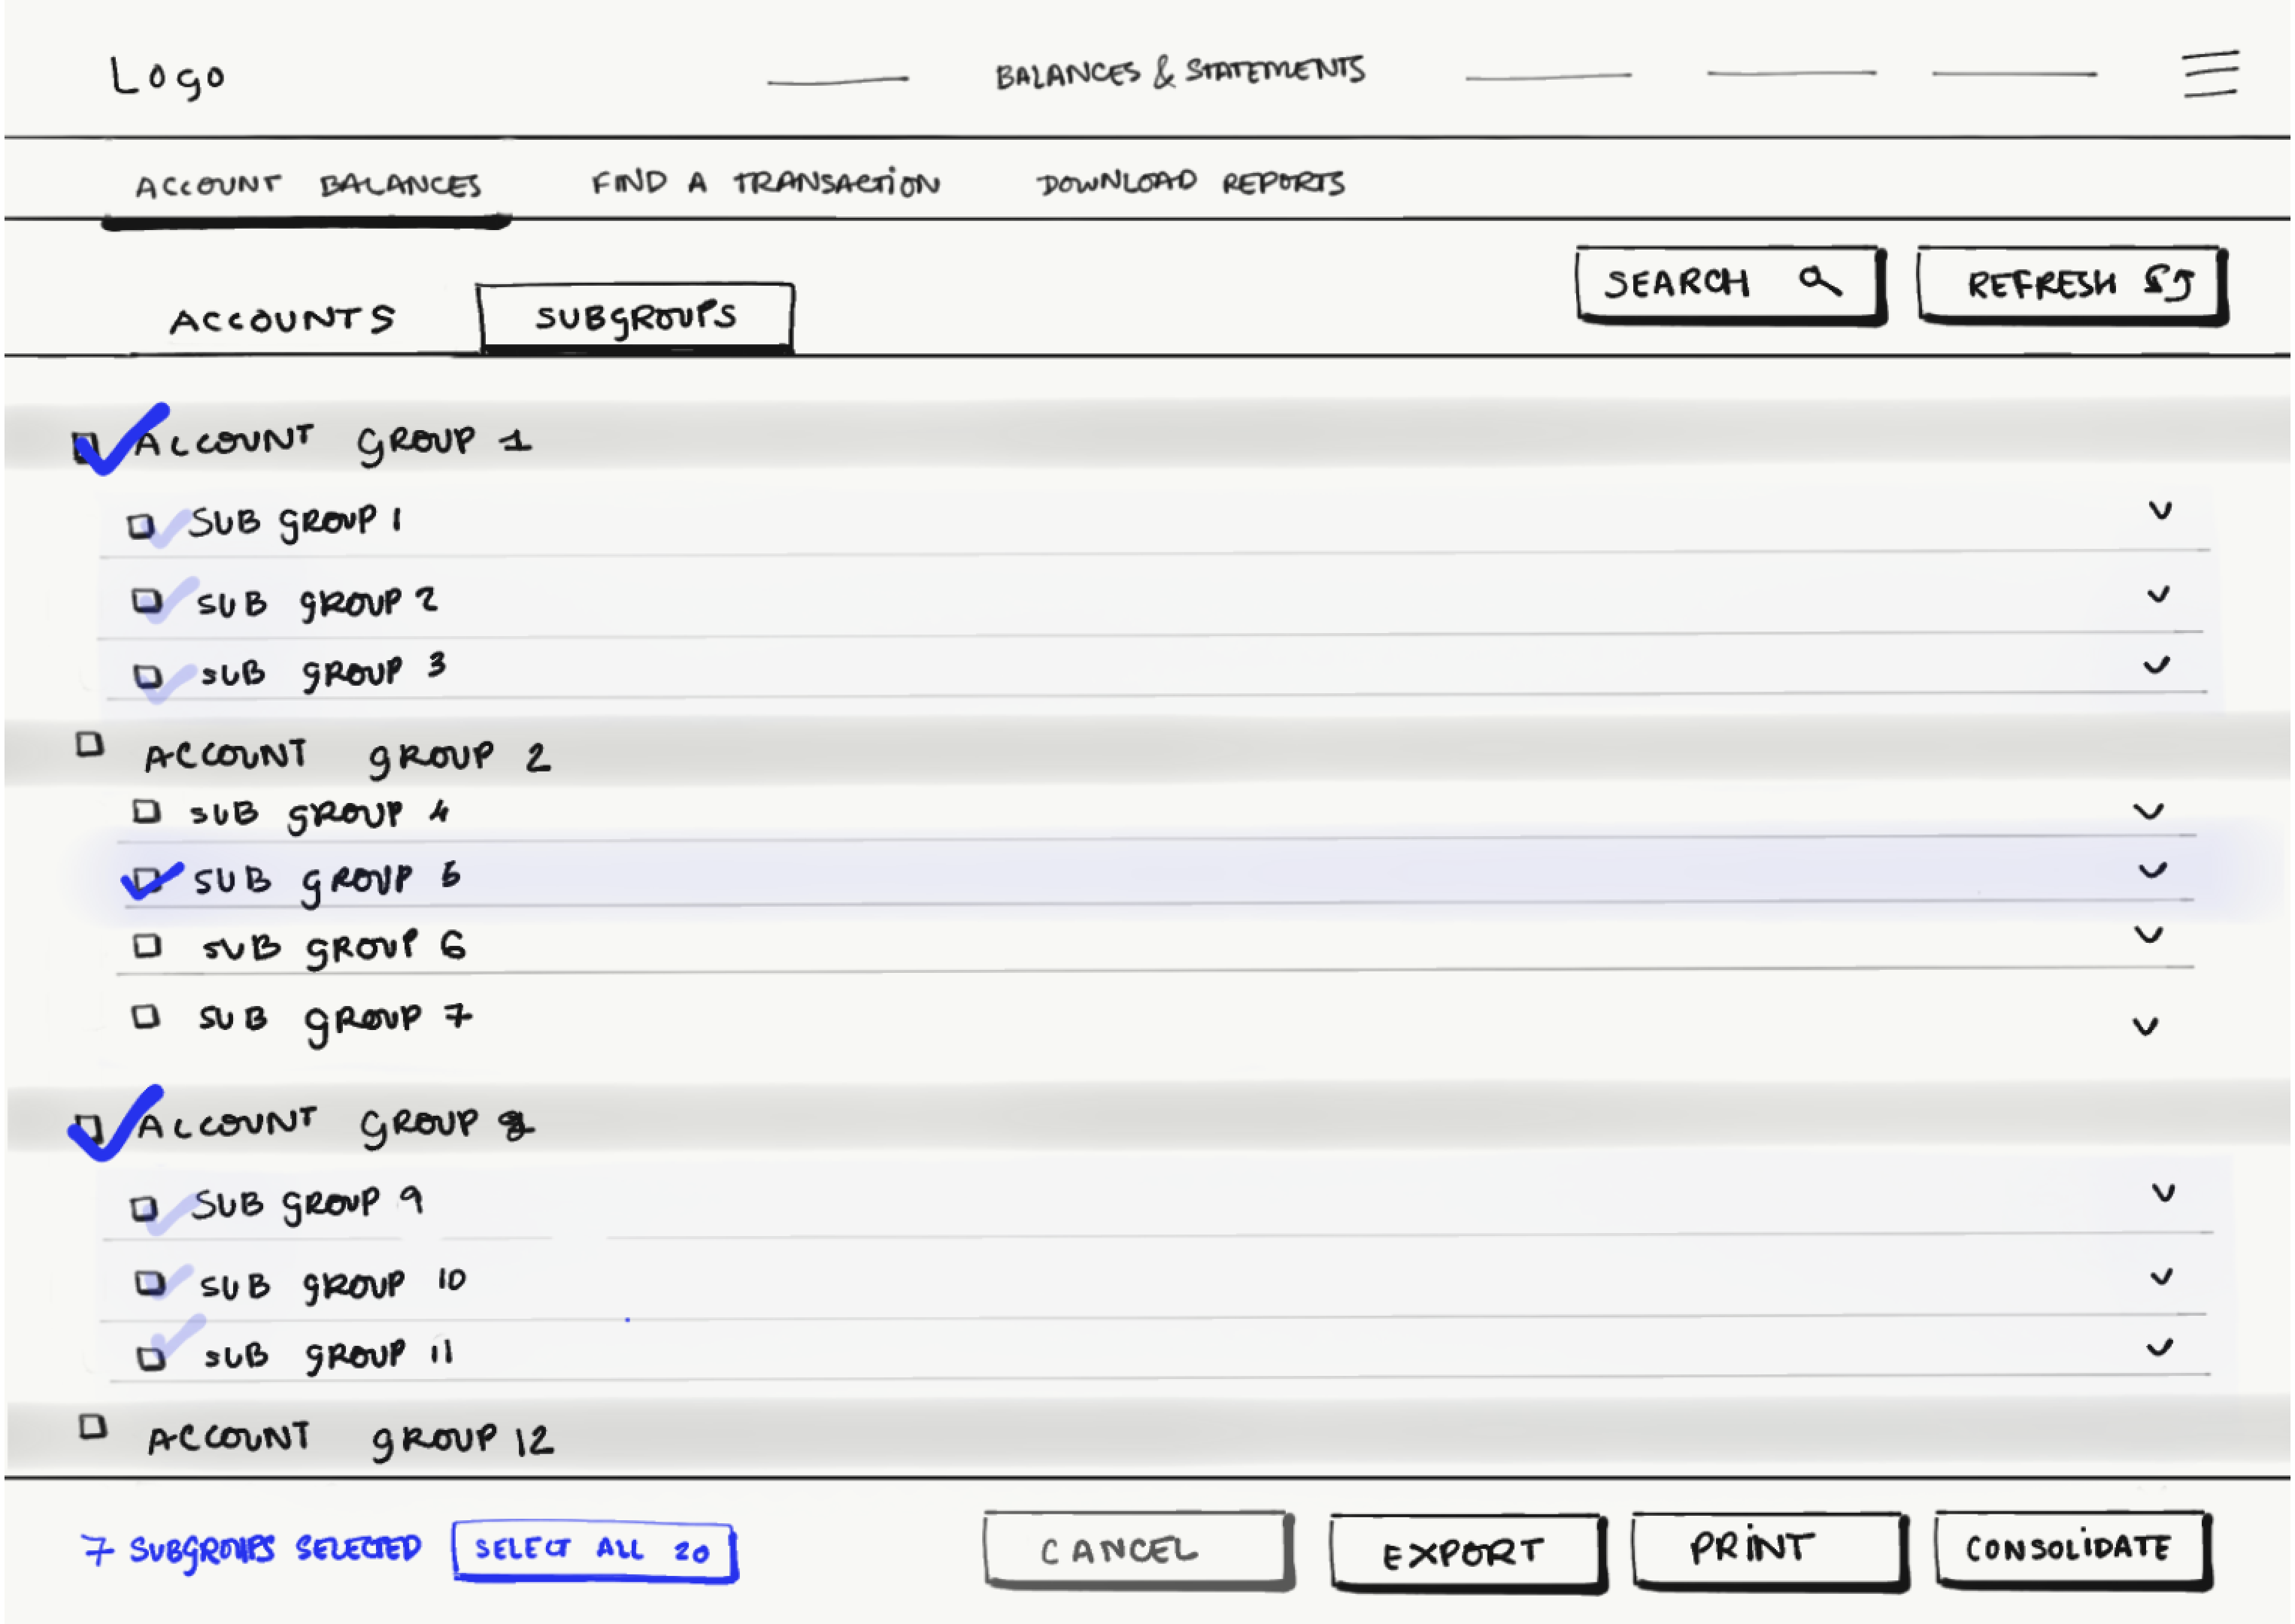 Logo BALANCES & STATEMENTS
ACCOUNT BALANCES FIND A TRANSACTION DOWNLOAD REPORTS
ACCOUNTS SUBGROUPS SEARCH REFRESH
ACCOUNT GROUP 1
SUB GROUP 1
SUB GROUP 2
SUB GROUP 3
ACCOUNT GROUP 2
SUB GROUP 4
SUB GROUP 5
SUB GROUP 6
SUB GROUP 7
ACCOUNT GROUP
SUB GROUP 9
SUB GROUP 10
SUB GROUP 11
ACCOUNT GROUP 12
7 SUBGROUPS SELECTED SELECT ALL 20 CANCEL EXPORT PRINT CONSOLIDATE